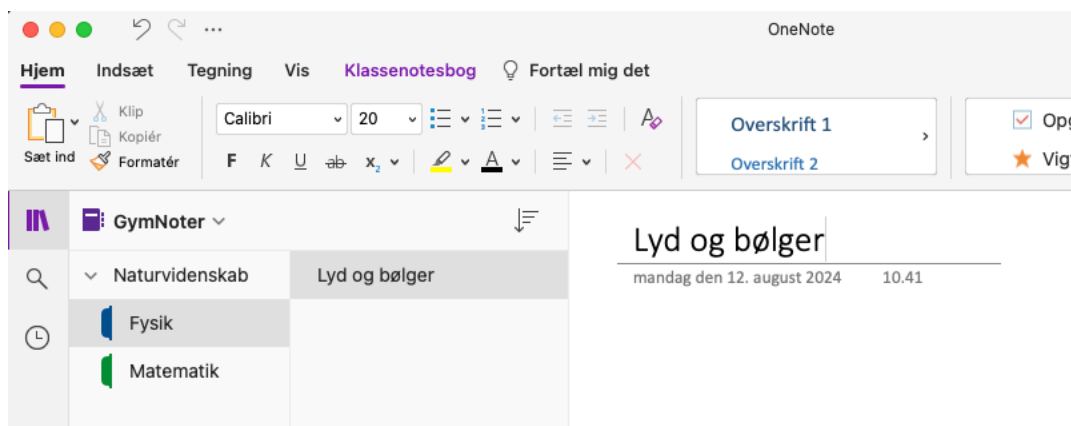 OneNote
Hjem Indsæt Tegning Vis Klassenotesbog Fortæl mig det
Sæt ind
Klip
Kopiér
Formatér
Calibri 20
F K U ab x₂ A
Overskrift 1
Overskrift 2
Vig
GymNoter
Naturvidenskab
Fysik
Matematik
Lyd og bølger
Lyd og bølger
mandag den 12. august 2024 10.41